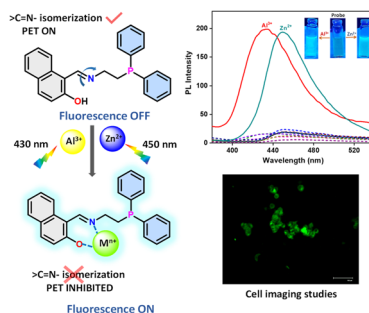 >C=N- isomerization
PET ON
N
P
OH
Fluorescence OFF
430 nm
Al3+
Zn2+
450 nm
N
P
O
Mn+
>C=N- isomerization
PET INHIBITED
Fluorescence ON
PL Intensity
200
150
100
50
0
400
440
480
520
Wavelength (nm)
Al3+
Zn2+
Probe
Al3+
Zn2+
Cell imaging studies